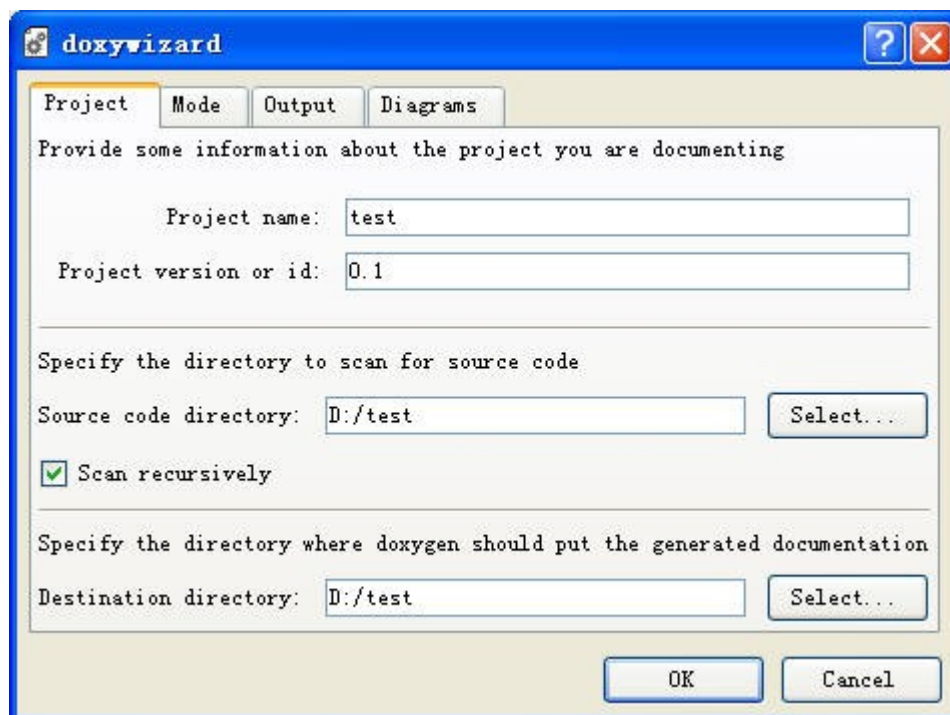 doxywizard
Project Mode Output Diagrams
Provide some information about the project you are documenting
Project name: test
Project version or id: 0.1
Specify the directory to scan for source code
Source code directory: D:/test Select...
Scan recursively
Specify the directory where doxygen should put the generated documentation
Destination directory: D:/test Select...
OK Cancel